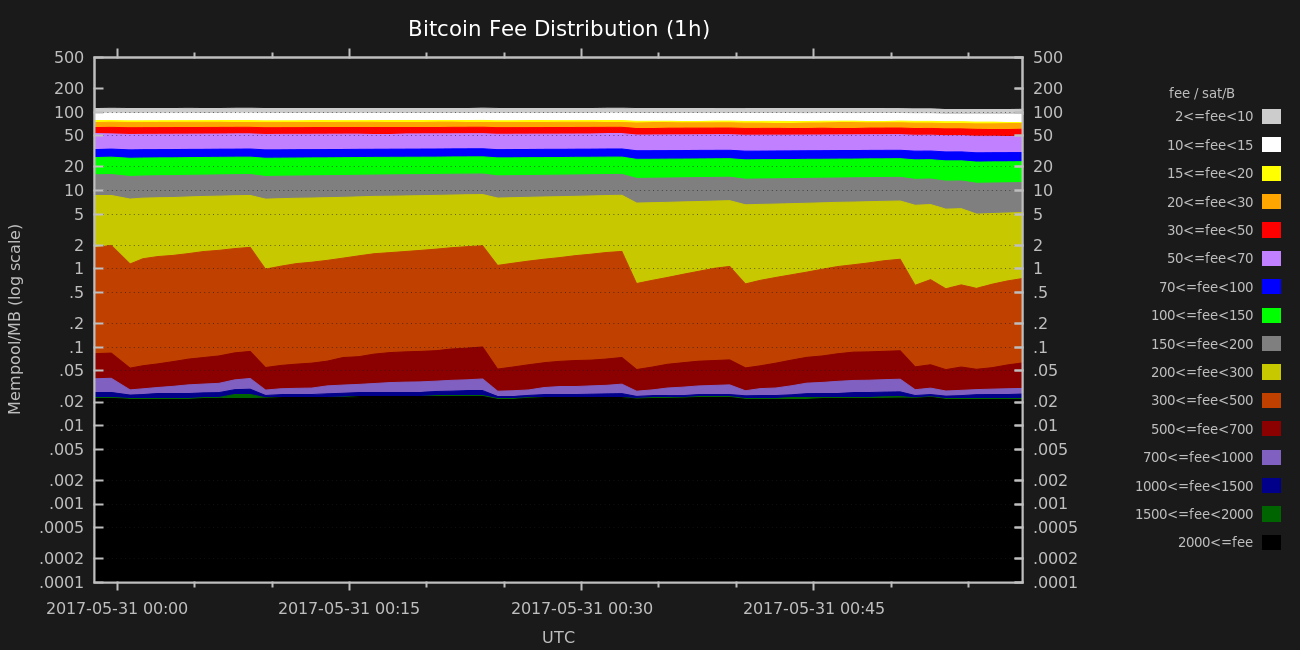 Bitcoin Fee Distribution (1h)
500
200
100
50
20
10
5
2
1
.5
.2
.1
.05
.02
.01
.005
.002
.001
.0005
.0002
.0001
Mempool/MB (log scale)
500
200
100
50
20
10
5
2
1
.5
.2
.1
.05
.02
.01
.005
.002
.001
.0005
.0002
.0001
2017-05-31 00:00
2017-05-31 00:15
2017-05-31 00:30
2017-05-31 00:45
UTC
fee / sat/B
2<=fee<10
10<=fee<15
15<=fee<20
20<=fee<30
30<=fee<50
50<=fee<70
70<=fee<100
100<=fee<150
150<=fee<200
200<=fee<300
300<=fee<500
500<=fee<700
700<=fee<1000
1000<=fee<1500
1500<=fee<2000
2000<=fee